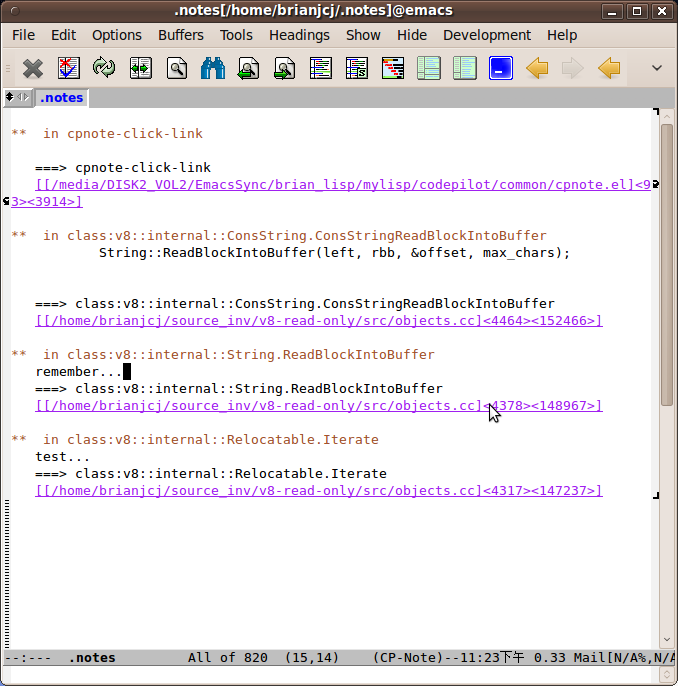 .notes[/home/brianjcj/.notes]@emacs
File Edit Options Buffers Tools Headings Show Hide Development Help
.notes
** in cpnote-click-link
===> cpnote-click-link
[[/media/DISK2_VOL2/EmacsSync/brian_lisp/mylisp/codepilot/common/cpnote.el]<9
3><3914>]
** in class:v8::internal::ConsString.ConsStringReadBlockIntoBuffer
String::ReadBlockIntoBuffer(left, rbb, &offset, max_chars);
===> class:v8::internal::ConsString.ConsStringReadBlockIntoBuffer
[[/home/brianjcj/source_inv/v8-read-only/src/objects.cc]<4464><152466>]
** in class:v8::internal::String.ReadBlockIntoBuffer
remember...
===> class:v8::internal::String.ReadBlockIntoBuffer
[[/home/brianjcj/source_inv/v8-read-only/src/objects.cc]<4378><148967>]
** in class:v8::internal::Relocatable.Iterate
test...
===> class:v8::internal::Relocatable.Iterate
[[/home/brianjcj/source_inv/v8-read-only/src/objects.cc]<4317><147237>]
--:--- .notes All of 820 (15,14) (CP-Note)--11:23下午 0.33 Mail[N/A%,N/A